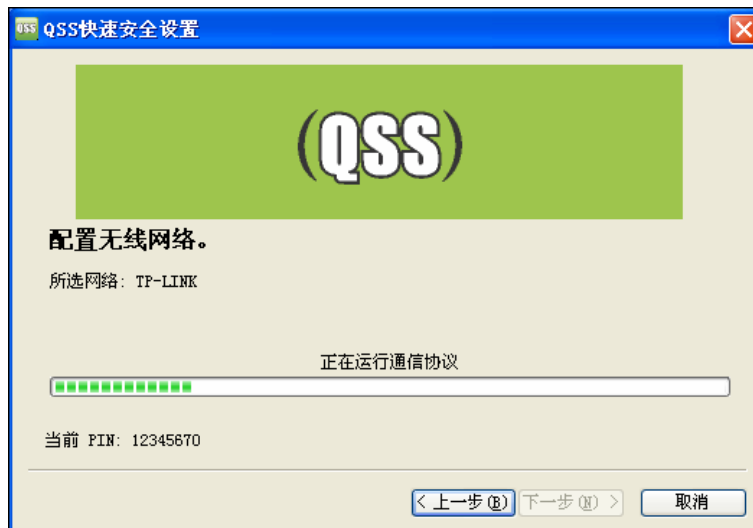 QSS QSS快速安全设置
(QSS)
配置无线网络。
所选网络: TP-LINK
正在运行通信协议
当前 PIN: 12345670
< 上一步(B) 下一步(N) > 取消